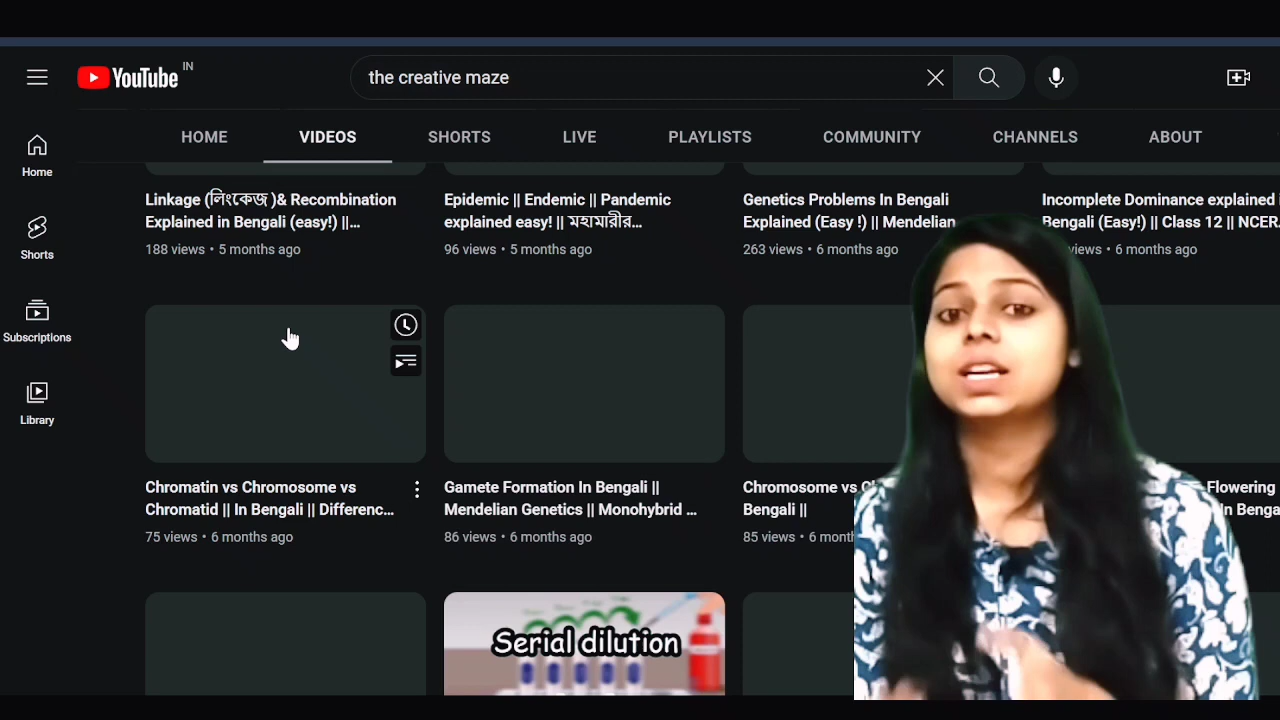 YouTube IN
the creative maze
HOME VIDEOS SHORTS LIVE PLAYLISTS COMMUNITY CHANNELS ABOUT
Home
Shorts
Subscriptions
Library
Linkage (লিংকেজ )& Recombination
Explained in Bengali (easy!) ||...
188 views • 5 months ago
Epidemic || Endemic || Pandemic
explained easy! || মহামারীর...
96 views • 5 months ago
Genetics Problems In Bengali
Explained (Easy !) || Mendelian
263 views • 6 months ago
Incomplete Dominance explained
Bengali (Easy!) || Class 12 || NCER
views • 6 months ago
Chromatin vs Chromosome vs
Chromatid || In Bengali || Differenc...
75 views • 6 months ago
Gamete Formation In Bengali ||
Mendelian Genetics || Monohybrid ...
86 views • 6 months ago
Chromosome vs
Bengali ||
85 views • 6
Flowering
In
Serial dilution